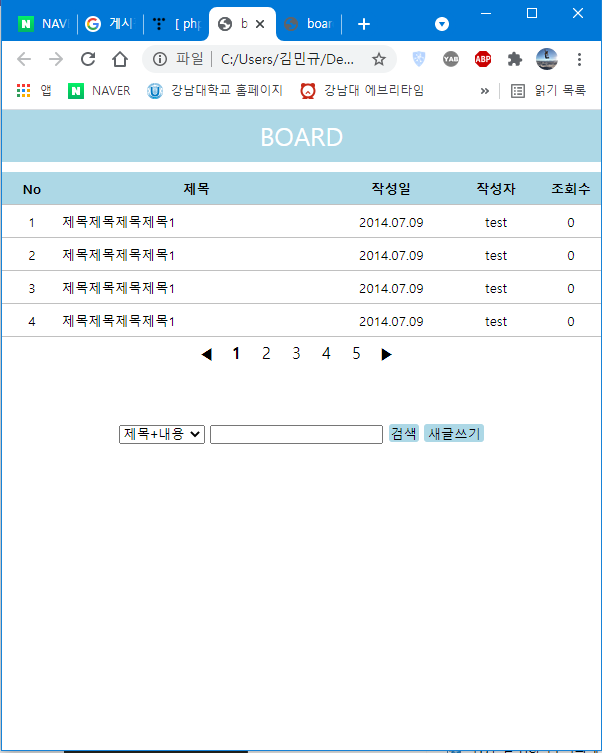 NAV 게시 [ ph b boar
파일 C:/Users/김민규/De...
YAB ABP
앱 NAVER 강남대학교 홈페이지 강남대 에브리타임 » 읽기 목록
BOARD
No 제목 작성일 작성자 조회수
1 제목제목제목제목1 2014.07.09 test 0
2 제목제목제목제목1 2014.07.09 test 0
3 제목제목제목제목1 2014.07.09 test 0
4 제목제목제목제목1 2014.07.09 test 0
◀ 1 2 3 4 5 ▶
제목+내용 검색 새글쓰기